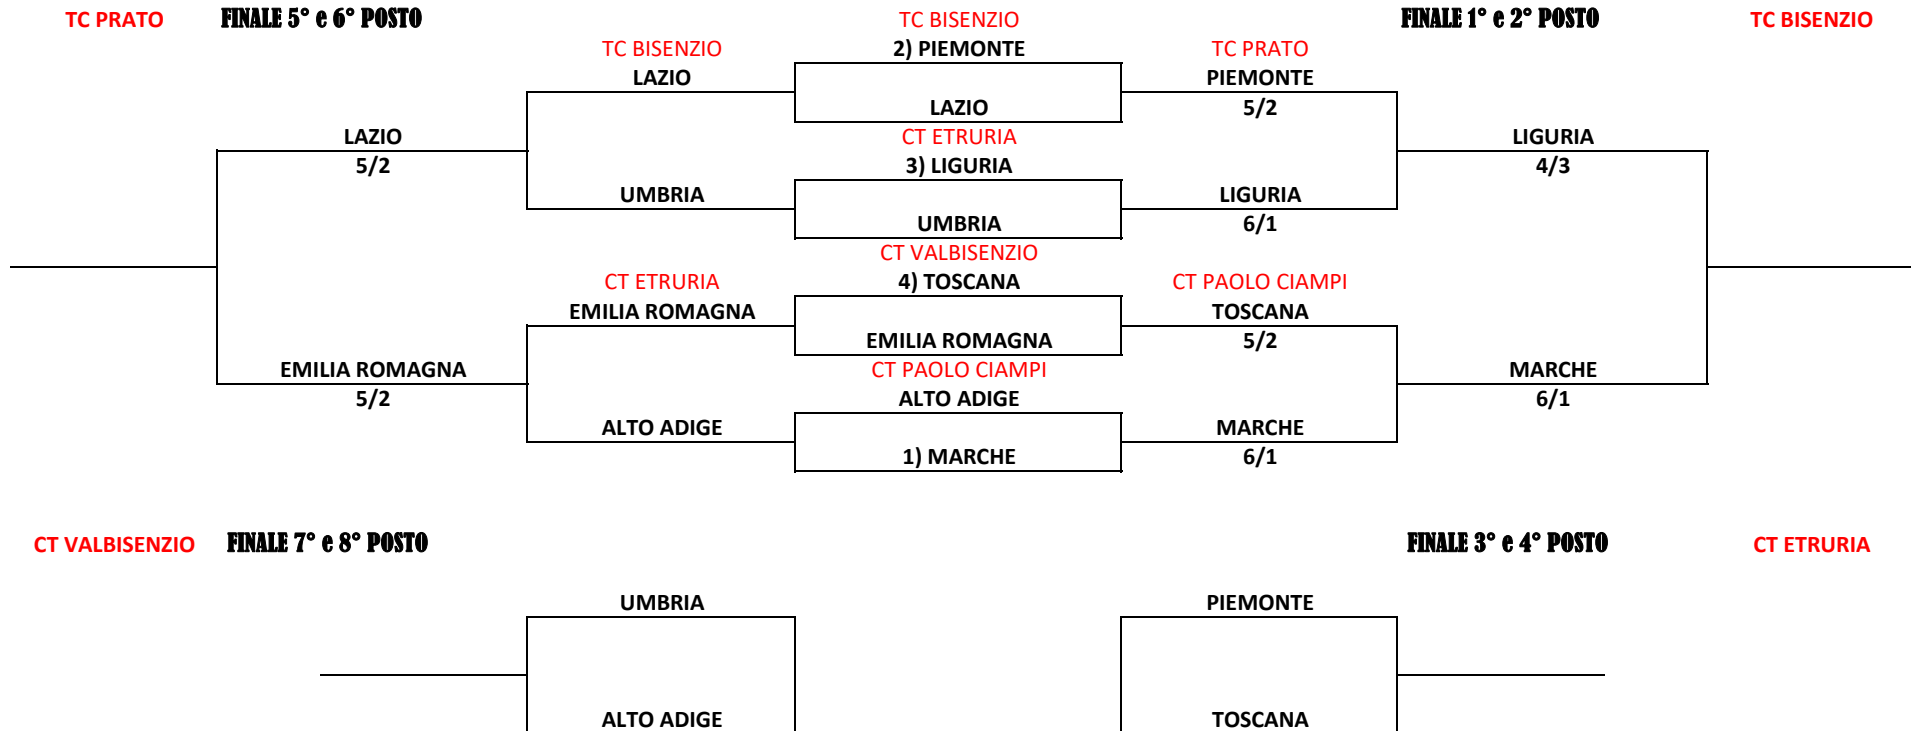 TC PRATO FINALE 5° e 6° POSTO TC BISENZIO FINALE 1° e 2° POSTO TC BISENZIO
TC BISENZIO 2) PIEMONTE TC PRATO
LAZIO PIEMONTE
LAZIO 5/2
LAZIO CT ETRURIA LIGURIA
5/2 3) LIGURIA 4/3
UMBRIA LIGURIA
UMBRIA 6/1
CT VALBISENZIO
CT ETRURIA 4) TOSCANA CT PAOLO CIAMPI
EMILIA ROMAGNA TOSCANA
EMILIA ROMAGNA 5/2
EMILIA ROMAGNA CT PAOLO CIAMPI MARCHE
5/2 ALTO ADIGE 6/1
ALTO ADIGE MARCHE
1) MARCHE 6/1
CT VALBISENZIO FINALE 7° e 8° POSTO FINALE 3° e 4° POSTO CT ETRURIA
UMBRIA PIEMONTE
ALTO ADIGE TOSCANA